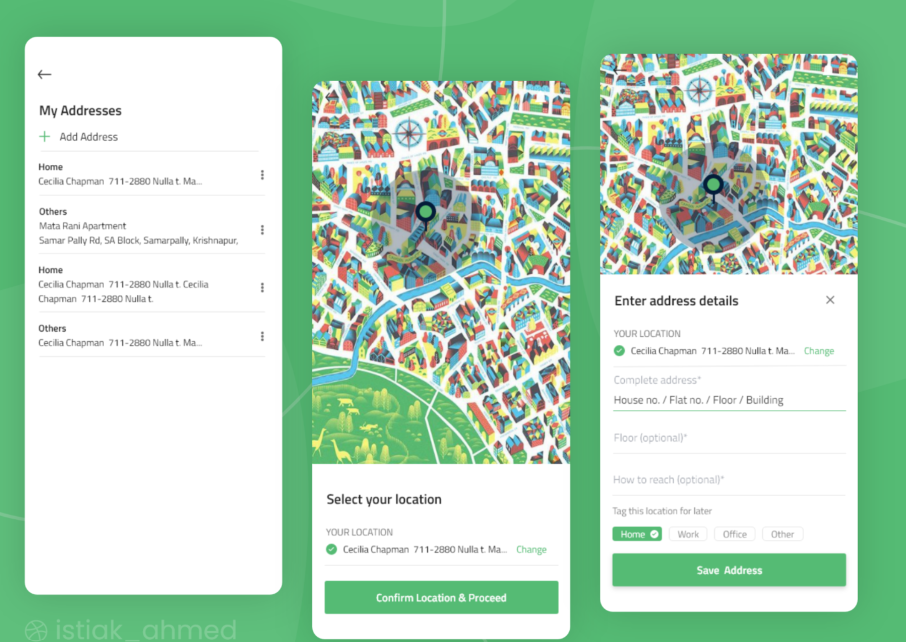 My Addresses
Add Address
Home
Cecilia Chapman 711-2880 Nulla t. Ma...
Others
Mata Rani Apartment
Samar Pally Rd, SA Block, Samarpally, Krishnapur,
Home
Cecilia Chapman 711-2880 Nulla t. Cecilia
Chapman 711-2880 Nulla t.
Others
Cecilia Chapman 711-2880 Nulla t. Ma...
Select your location
YOUR LOCATION
Cecilia Chapman 711-2880 Nulla t. Ma... Change
Confirm Location & Proceed
Enter address details
YOUR LOCATION
Cecilia Chapman 711-2880 Nulla t. Ma... Change
Complete address*
House no. / Flat no. / Floor / Building
Floor (optional)*
How to reach (optional)*
Tag this location for later
Home Work Office Other
Save Address
istiak_ahmed